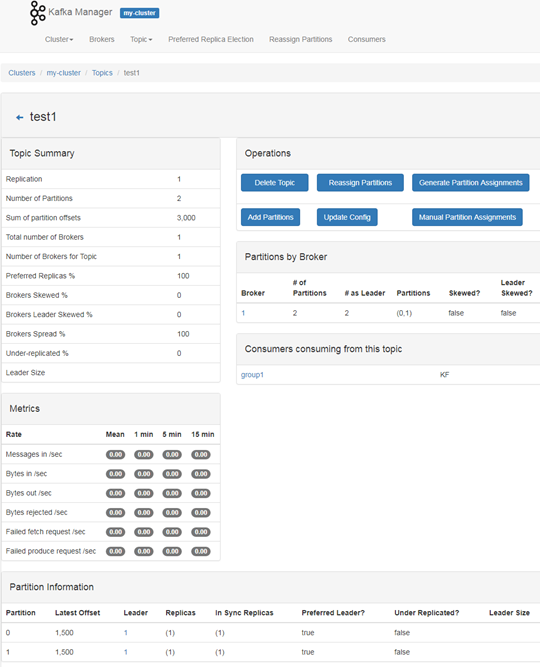 Kafka Manager my-cluster
Cluster Brokers Topic Preferred Replica Election Reassign Partitions Consumers
Clusters / my-cluster / Topics / test1
test1
Topic Summary
Replication 1
Number of Partitions 2
Sum of partition offsets 3,000
Total number of Brokers 1
Number of Brokers for Topic 1
Preferred Replicas % 100
Brokers Skewed % 0
Brokers Leader Skewed % 0
Brokers Spread % 100
Under-replicated % 0
Leader Size
Operations
Delete Topic Reassign Partitions Generate Partition Assignments
Add Partitions Update Config Manual Partition Assignments
Partitions by Broker
Broker # of Partitions # as Leader Partitions Skewed? Leader Skewed?
1 2 2 (0,1) false false
Consumers consuming from this topic
group1 KF
Metrics
Rate Mean 1 min 5 min 15 min
Messages in /sec 0.00 0.00 0.00 0.00
Bytes in /sec 0.00 0.00 0.00 0.00
Bytes out /sec 0.00 0.00 0.00 0.00
Bytes rejected /sec 0.00 0.00 0.00 0.00
Failed fetch request /sec 0.00 0.00 0.00 0.00
Failed produce request /sec 0.00 0.00 0.00 0.00
Partition Information
Partition Latest Offset Leader Replicas In Sync Replicas Preferred Leader? Under Replicated? Leader Size
0 1,500 1 (1) (1) true false
1 1,500 1 (1) (1) true false